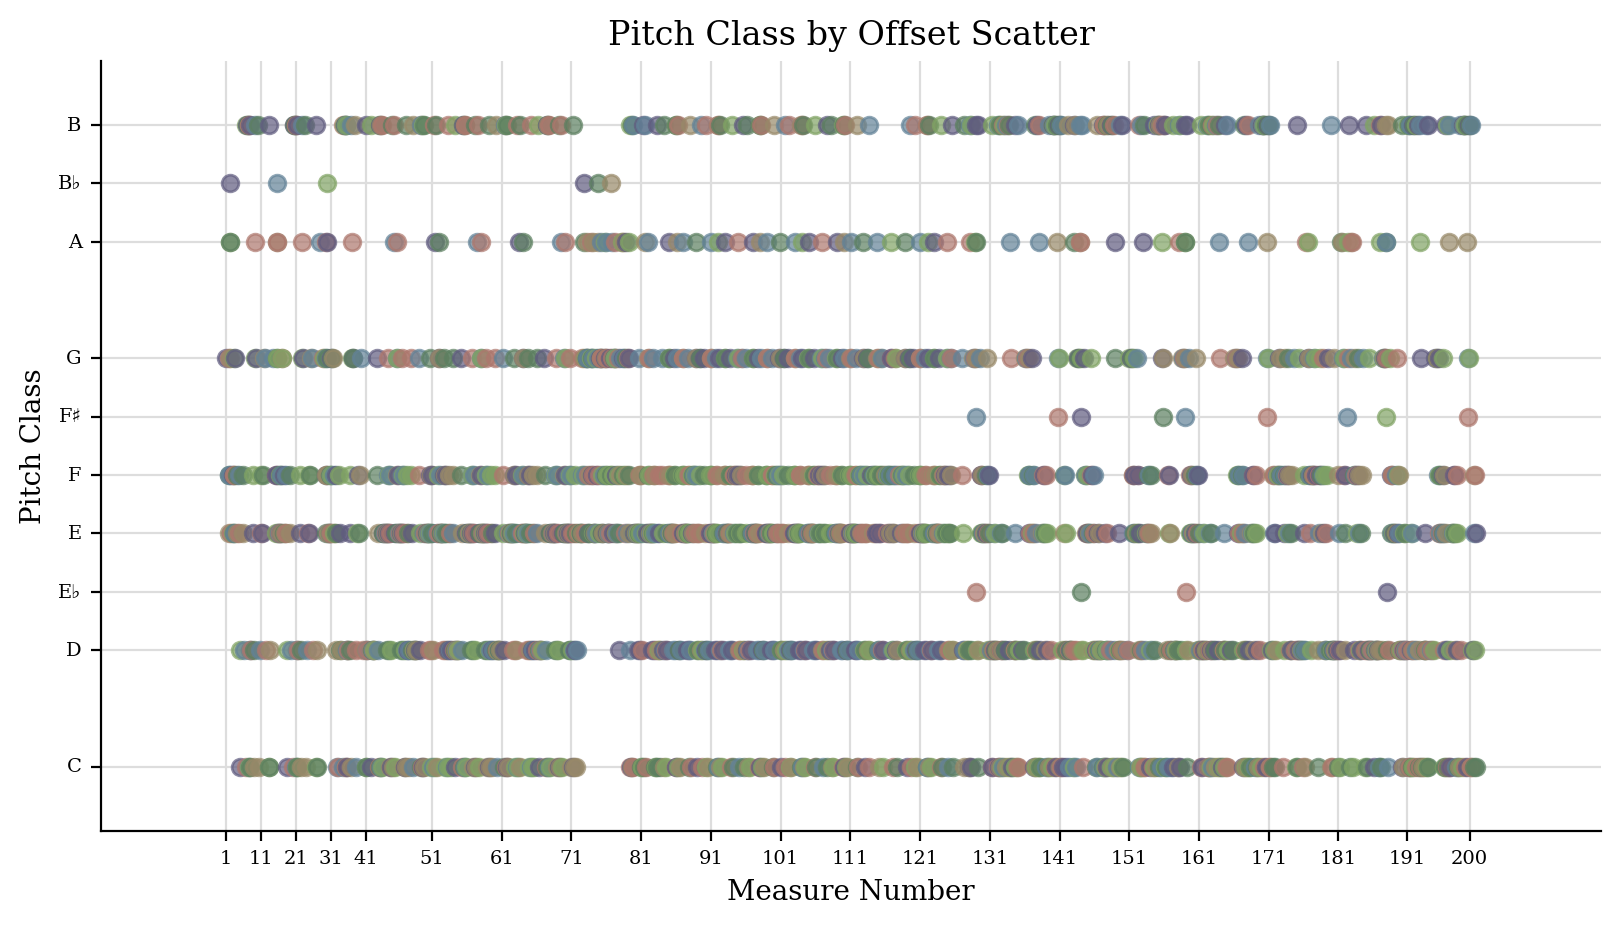 Pitch Class by Offset Scatter
Pitch Class
B
B♭
A
G
F♯
F
E
E♭
D
C
1 11 21 31 41 51 61 71 81 91 101 111 121 131 141 151 161 171 181 191 200
Measure Number